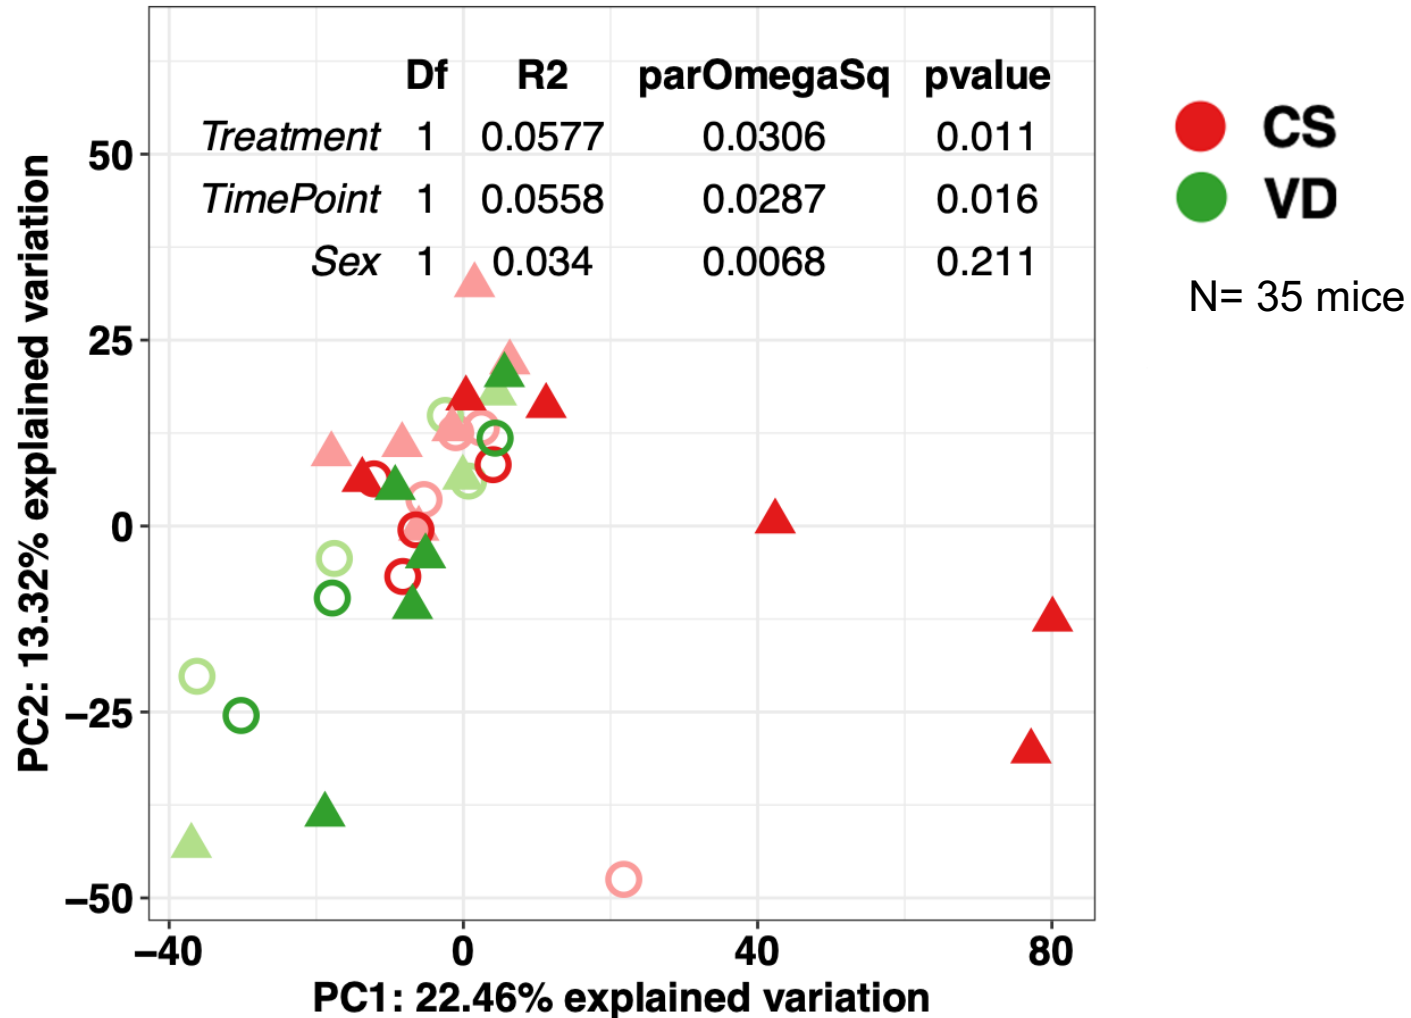 Df R2 parOmegaSq pvalue
Treatment 1 0.0577 0.0306 0.011
TimePoint 1 0.0558 0.0287 0.016
Sex 1 0.034 0.0068 0.211
CS
VD
N= 35 mice
PC2: 13.32% explained variation
50
25
0
−25
−50
−40 0 40 80
PC1: 22.46% explained variation